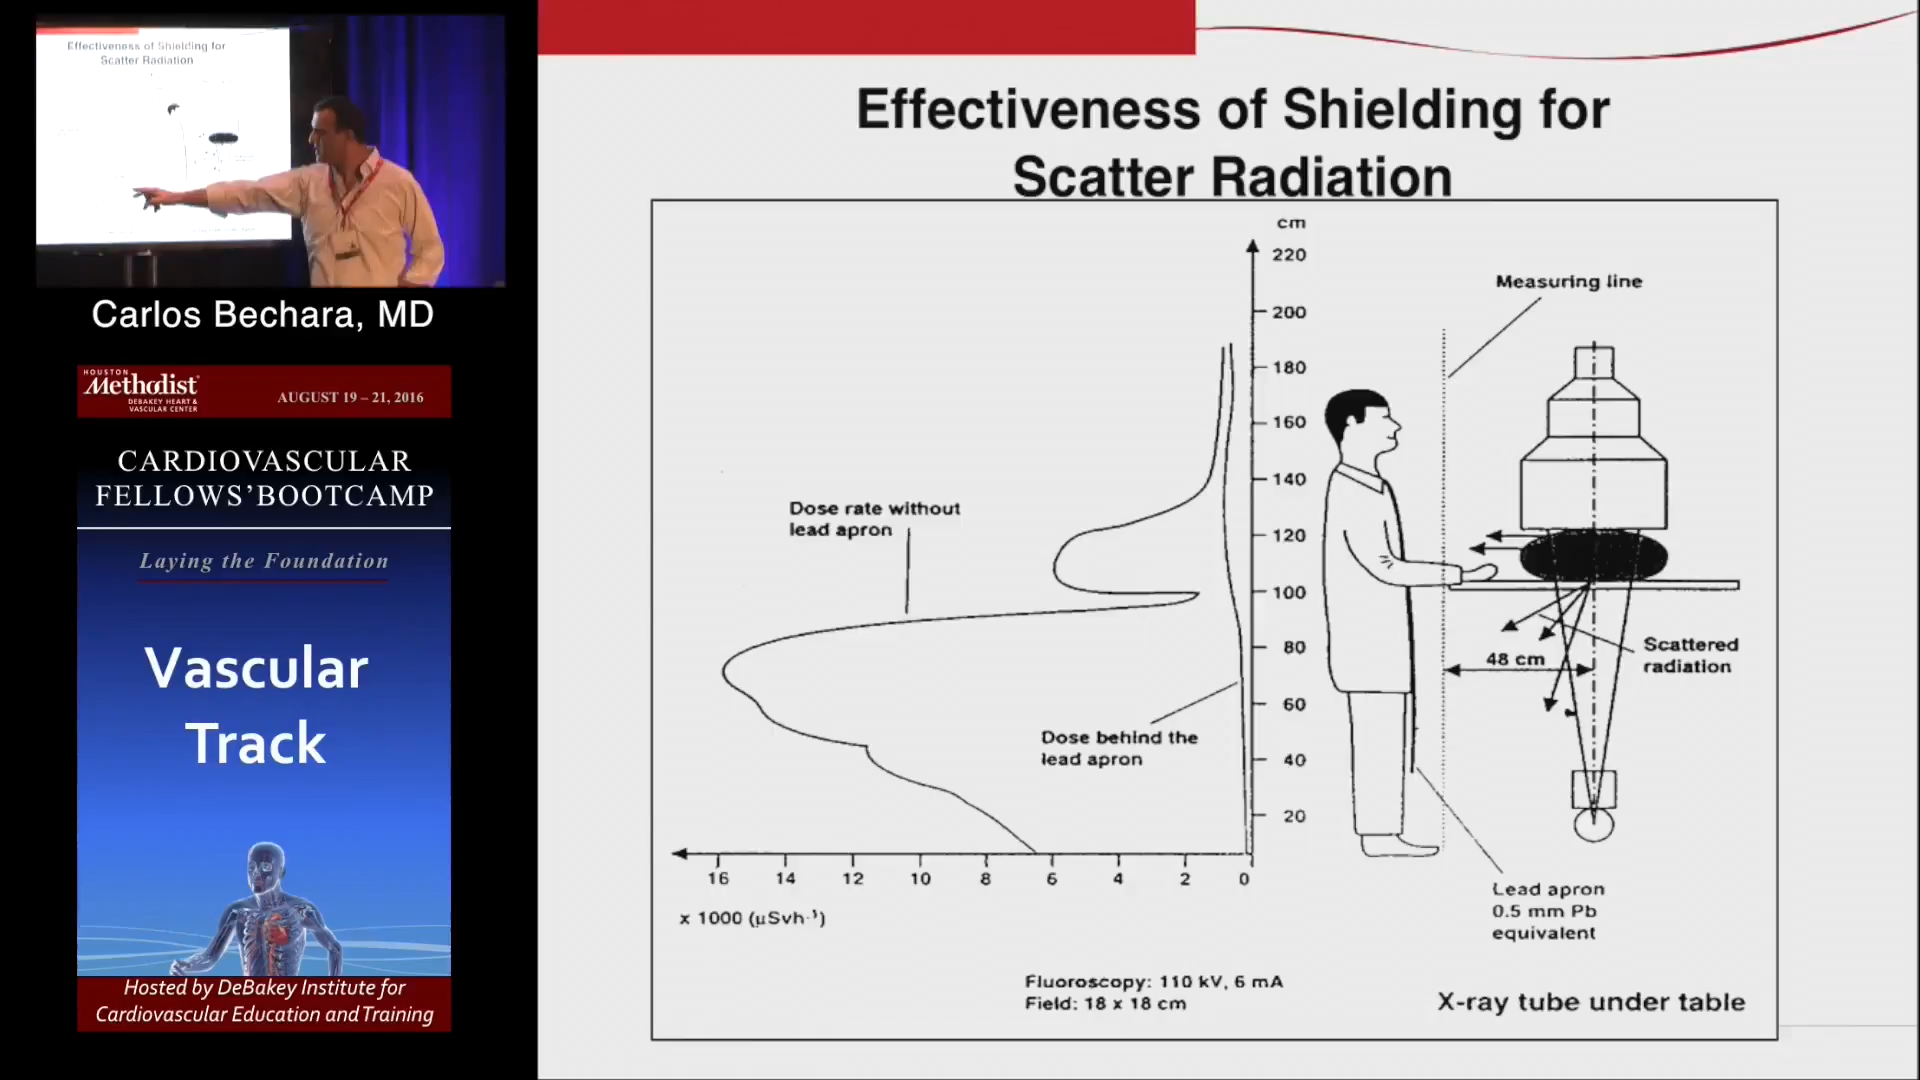 Effectiveness of Shielding for
Scatter Radiation
Carlos Bechara, MD
HOUSTON
Methodist
DEBAKEY HEART &
VASCULAR CENTER
AUGUST 19 – 21, 2016
CARDIOVASCULAR
FELLOWS'BOOTCAMP
Laying the Foundation
Vascular
Track
Hosted by DeBakey Institute for
Cardiovascular Education and Training
Effectiveness of Shielding for
Scatter Radiation
cm
220
200
180
160
140
120
100
80
60
40
20
Measuring line
Dose rate without
lead apron
Scattered
radiation
48 cm
Dose behind the
lead apron
16 14 12 10 8 6 4 2 0
x 1000 (µSvh⁻¹)
Lead apron
0.5 mm Pb
equivalent
Fluoroscopy: 110 kV, 6 mA
Field: 18 x 18 cm
X-ray tube under table